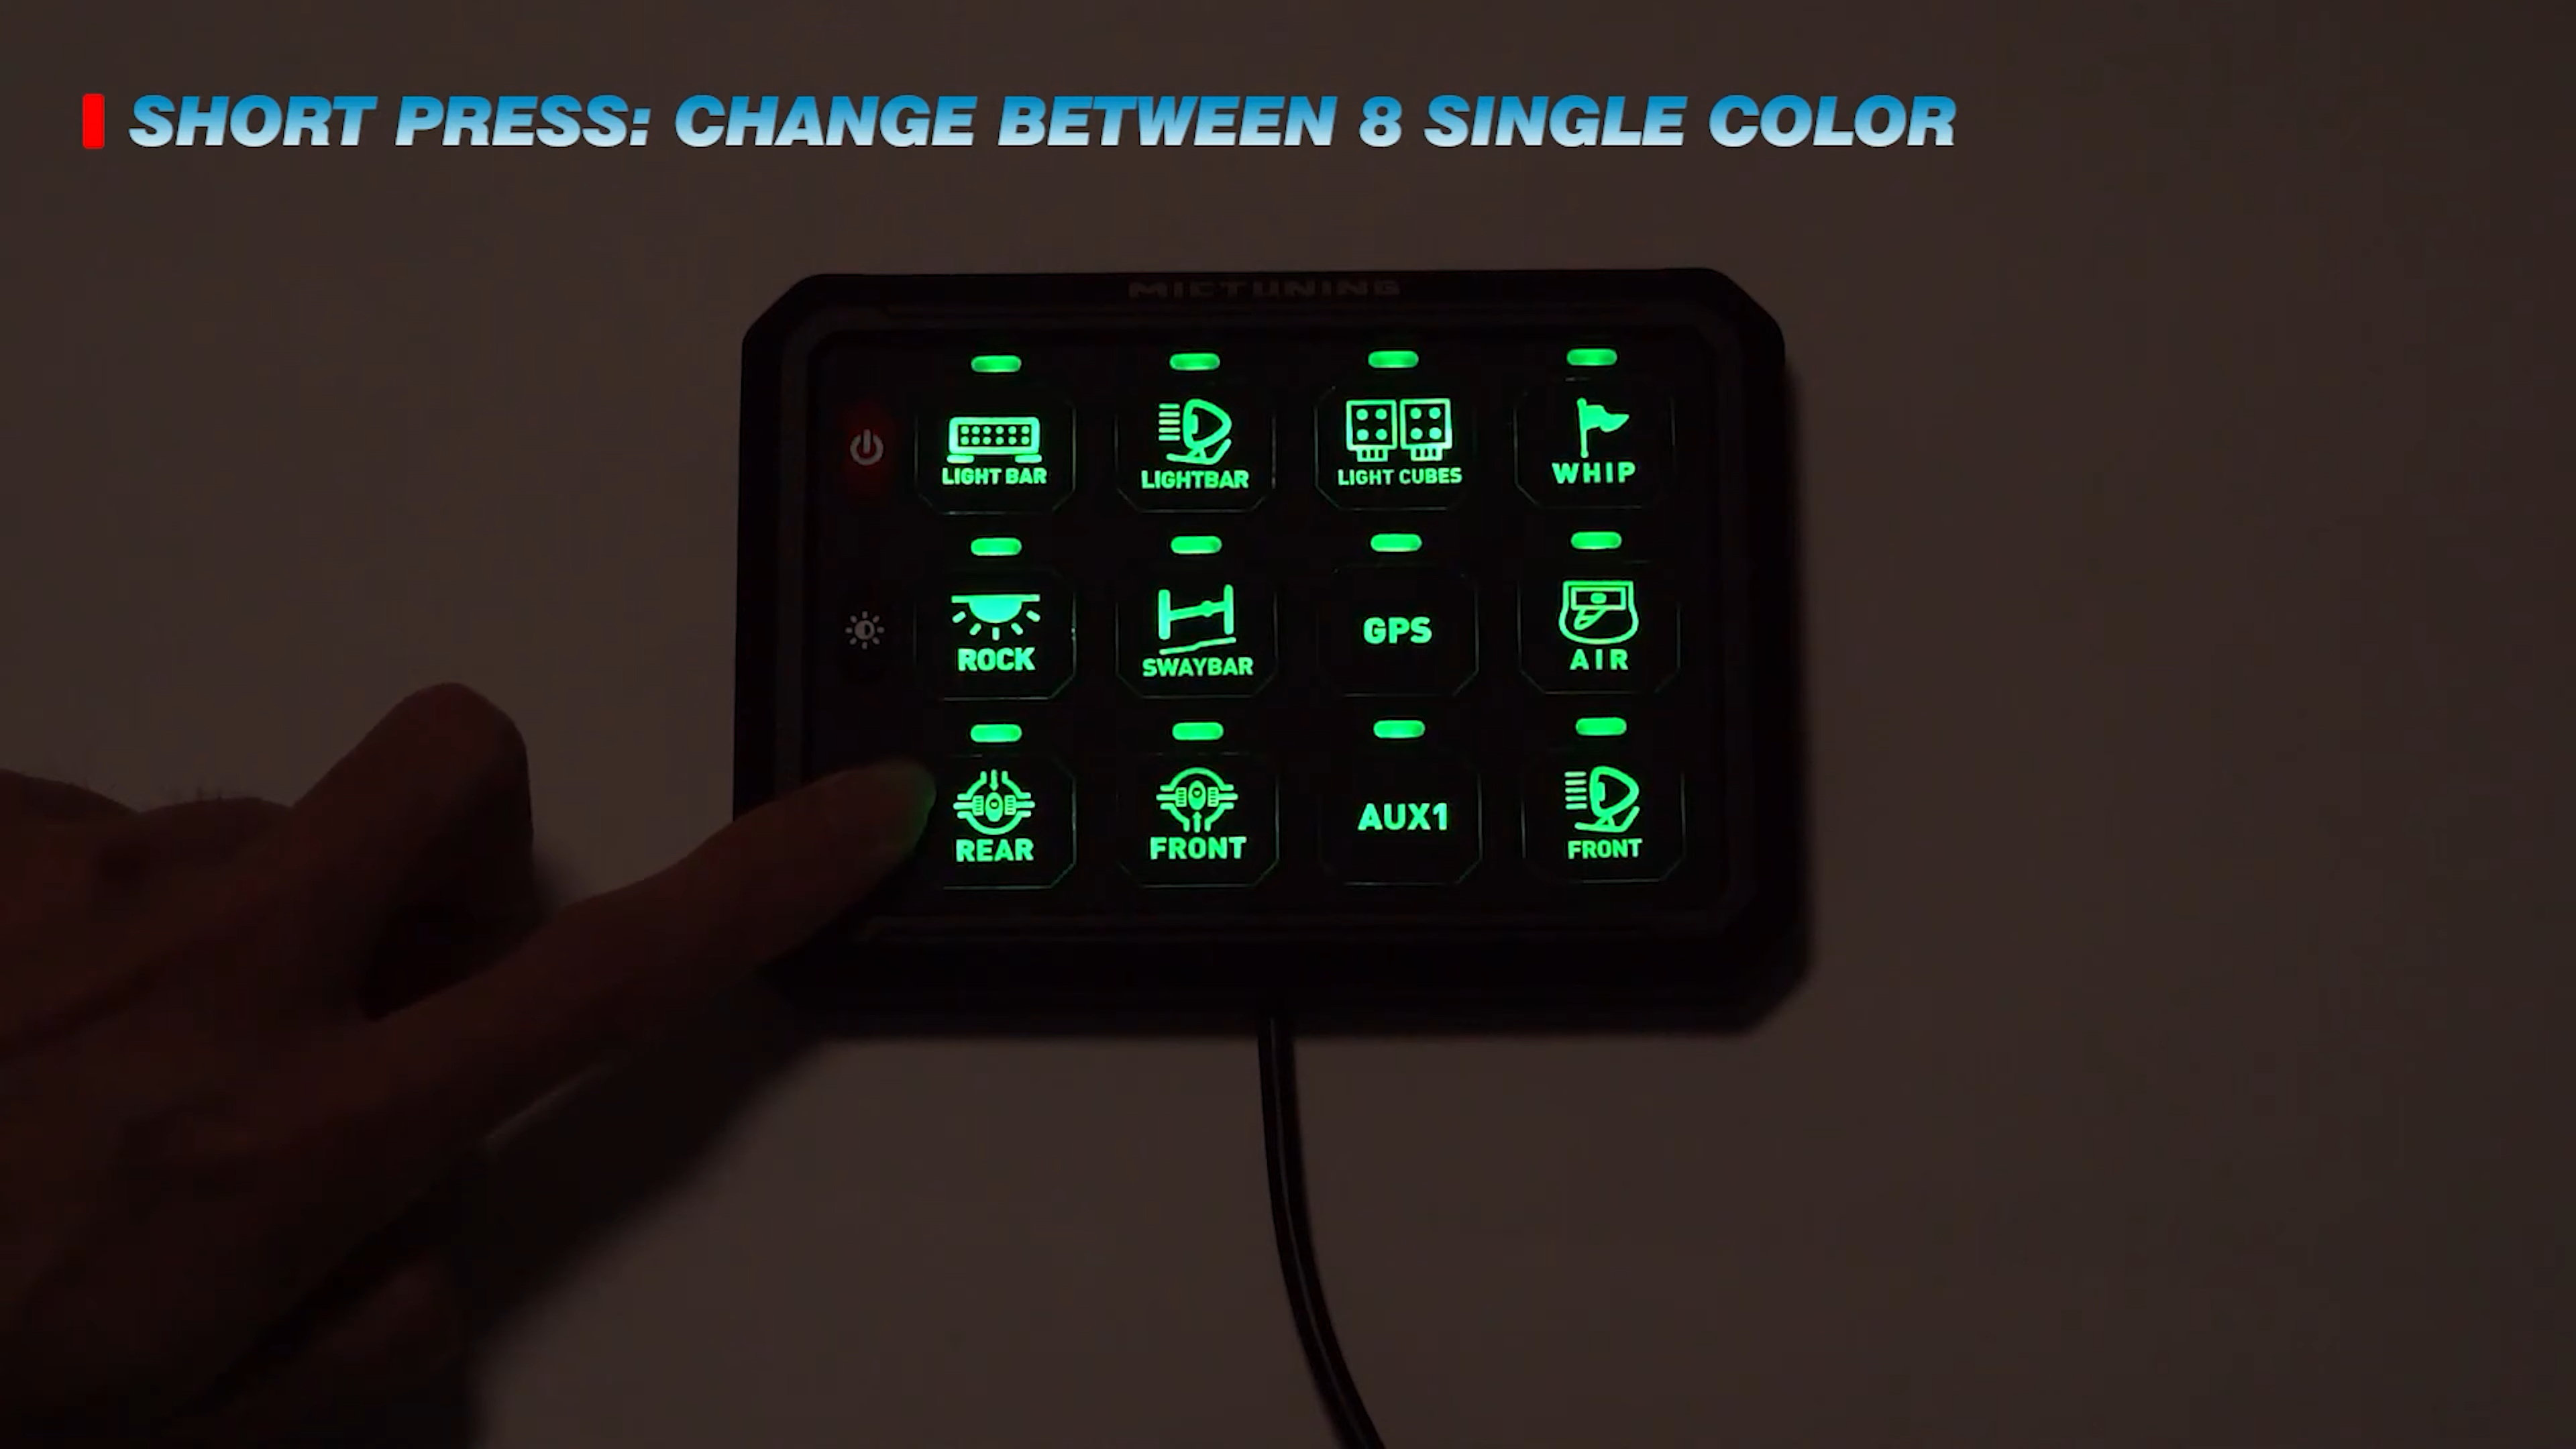 SHORT PRESS: CHANGE BETWEEN 8 SINGLE COLOR
MICTUNING
LIGHT BAR
LIGHTBAR
LIGHT CUBES
WHIP
ROCK
SWAYBAR
GPS
AIR
REAR
FRONT
AUX1
FRONT